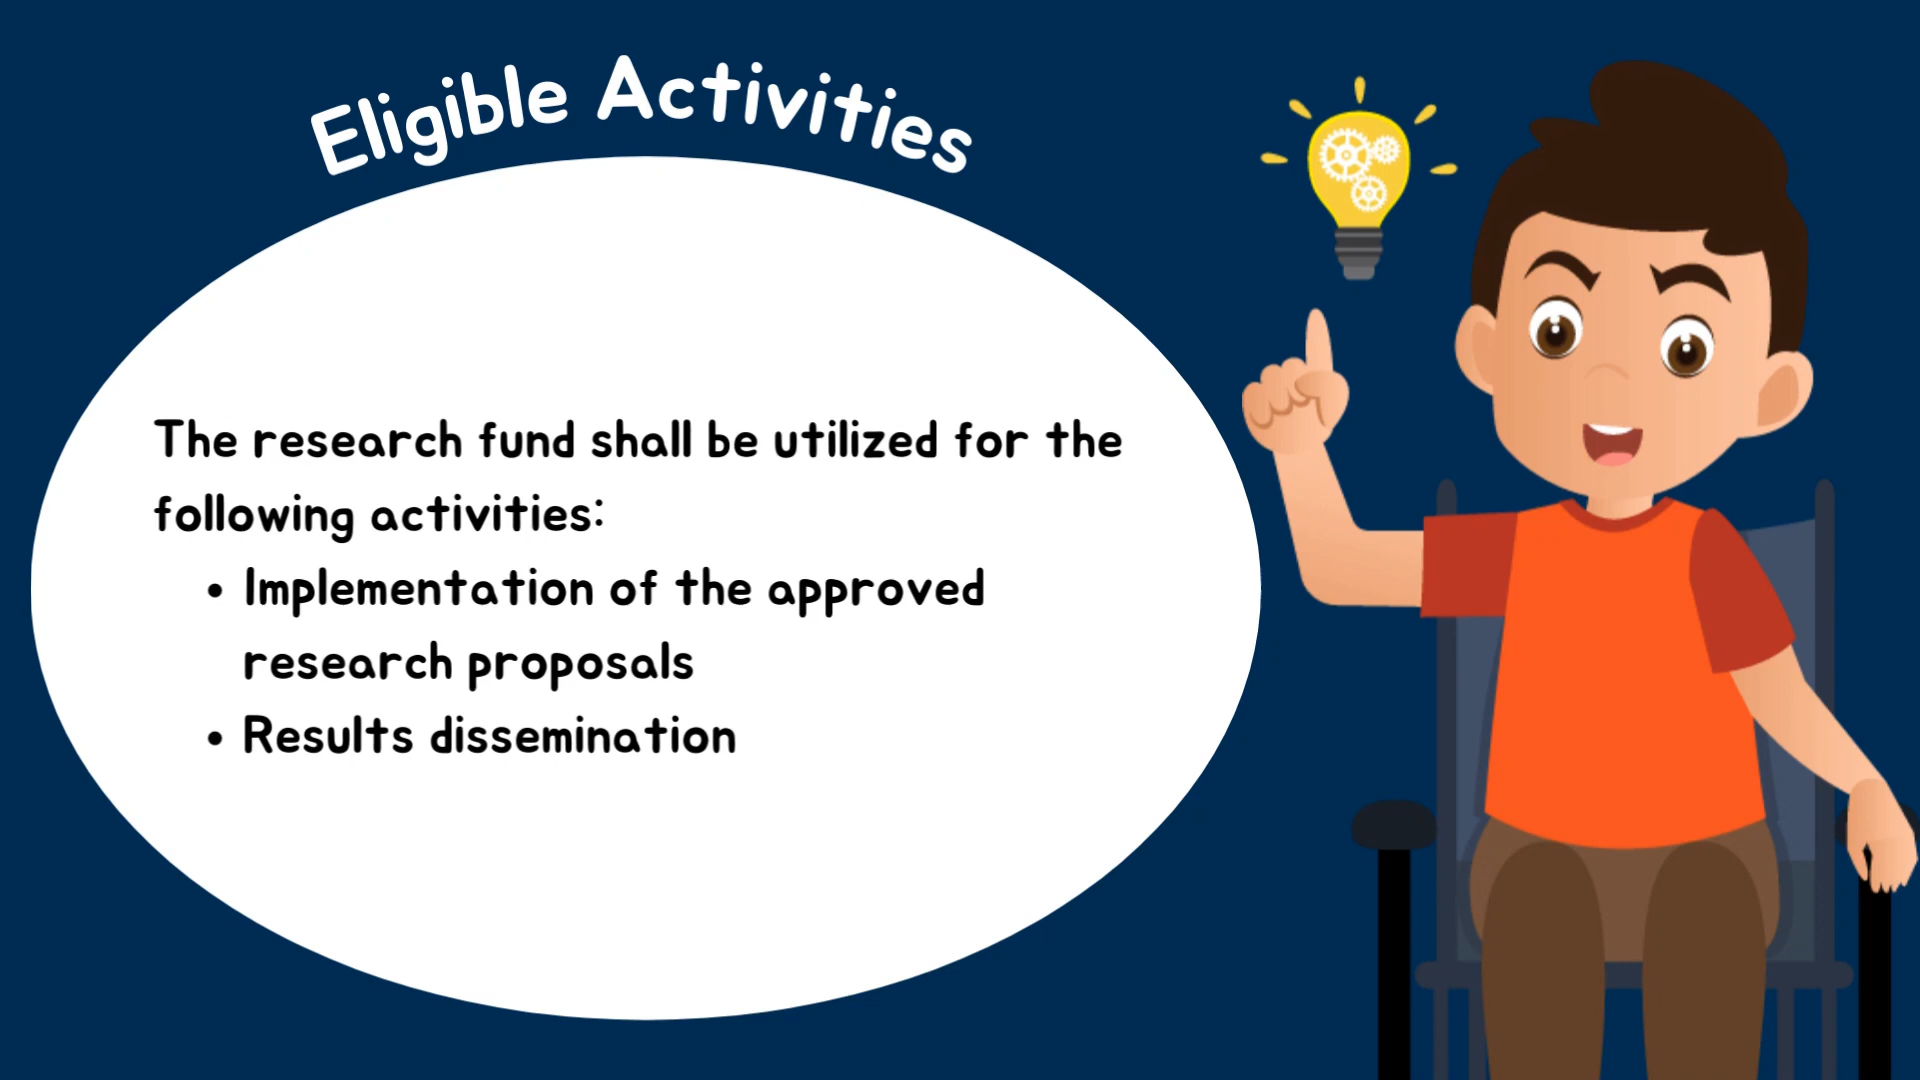 Eligible Activities
The research fund shall be utilized for the
following activities:
• Implementation of the approved
research proposals
• Results dissemination